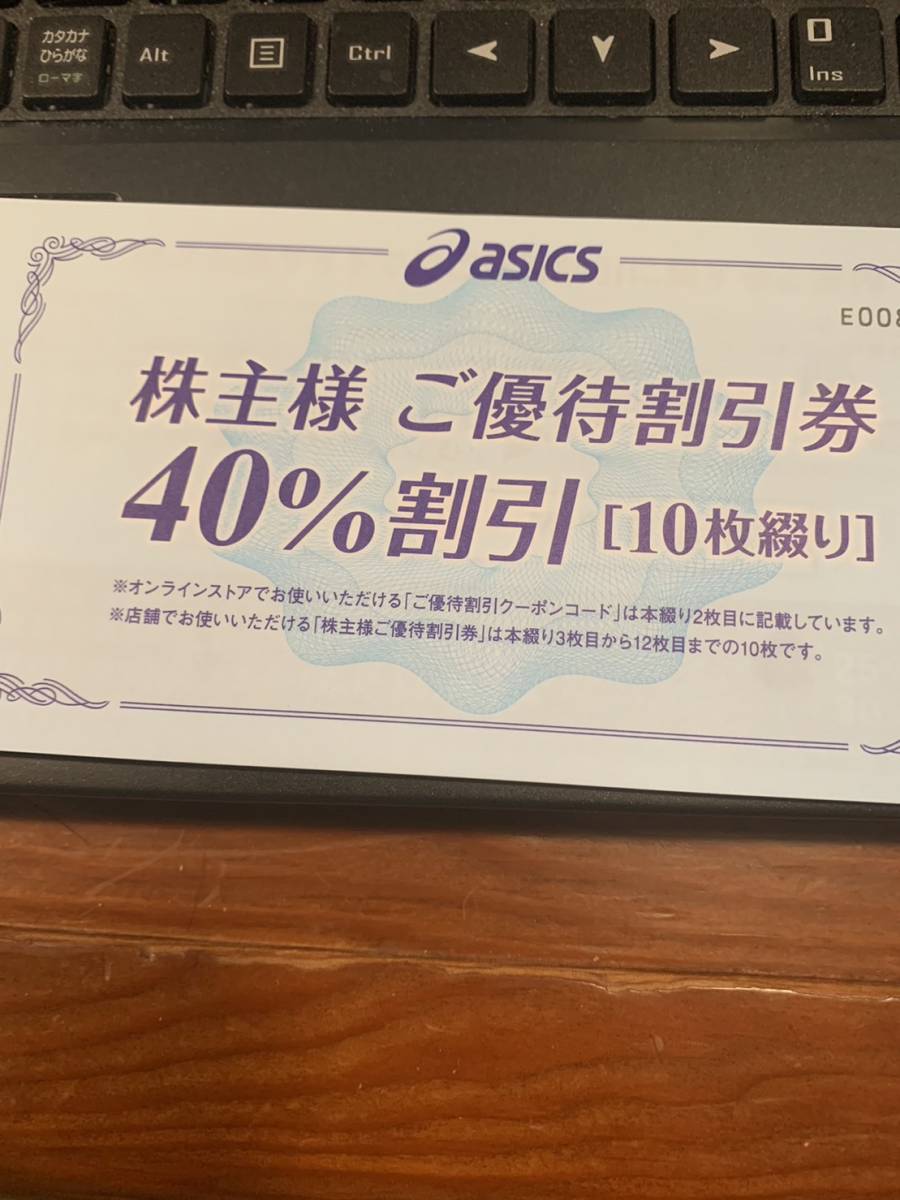 カタカナ
ひらがな
ローマ字
Alt
Ctrl
0
Ins
asics
E00
株主様 ご優待割引券
40%割引 [10枚綴り]
※オンラインストアでお使いいただける「ご優待割引クーポンコード」は本綴り2枚目に記載しています。
※店舗でお使いいただける「株主様ご優待割引券」は本綴り3枚目から12枚目までの10枚です。